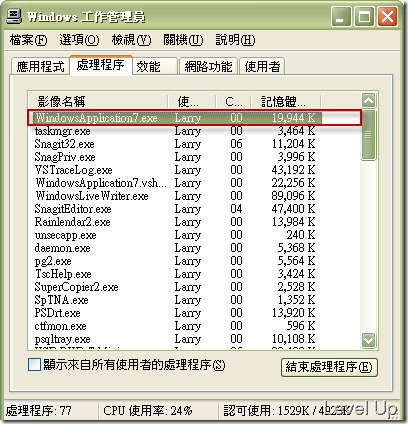 Windows 工作管理員
檔案(F) 選項(O) 檢視(V) 關機(U) 說明(H)
應用程式 處理程序 效能 網路功能 使用者
影像名稱 使... C... 記憶體...
WindowsApplication7.exe Larry 00 19,944 K
taskmgr.exe Larry 00 3,464 K
Snagit32.exe Larry 06 11,204 K
SnagPriv.exe Larry 00 3,996 K
VSTraceLog.exe Larry 00 43,192 K
WindowsApplication7.vsh... Larry 00 22,256 K
WindowsLiveWriter.exe Larry 00 89,096 K
SnagitEditor.exe Larry 04 47,400 K
Rainlendar2.exe Larry 00 13,984 K
unsecapp.exe Larry 00 240 K
daemon.exe Larry 00 5,368 K
pg2.exe Larry 00 5,564 K
TscHelp.exe Larry 00 3,424 K
SuperCopier2.exe Larry 00 2,528 K
SpTNA.exe Larry 00 1,352 K
PSDrt.exe Larry 00 13,920 K
ctfmon.exe Larry 00 596 K
psqltray.exe Larry 00 10,108 K
顯示來自所有使用者的處理程序(S) 結束處理程序(E)
處理程序: 77 CPU 使用率: 24% 認可使用: 1529K / 4925K
Level Up